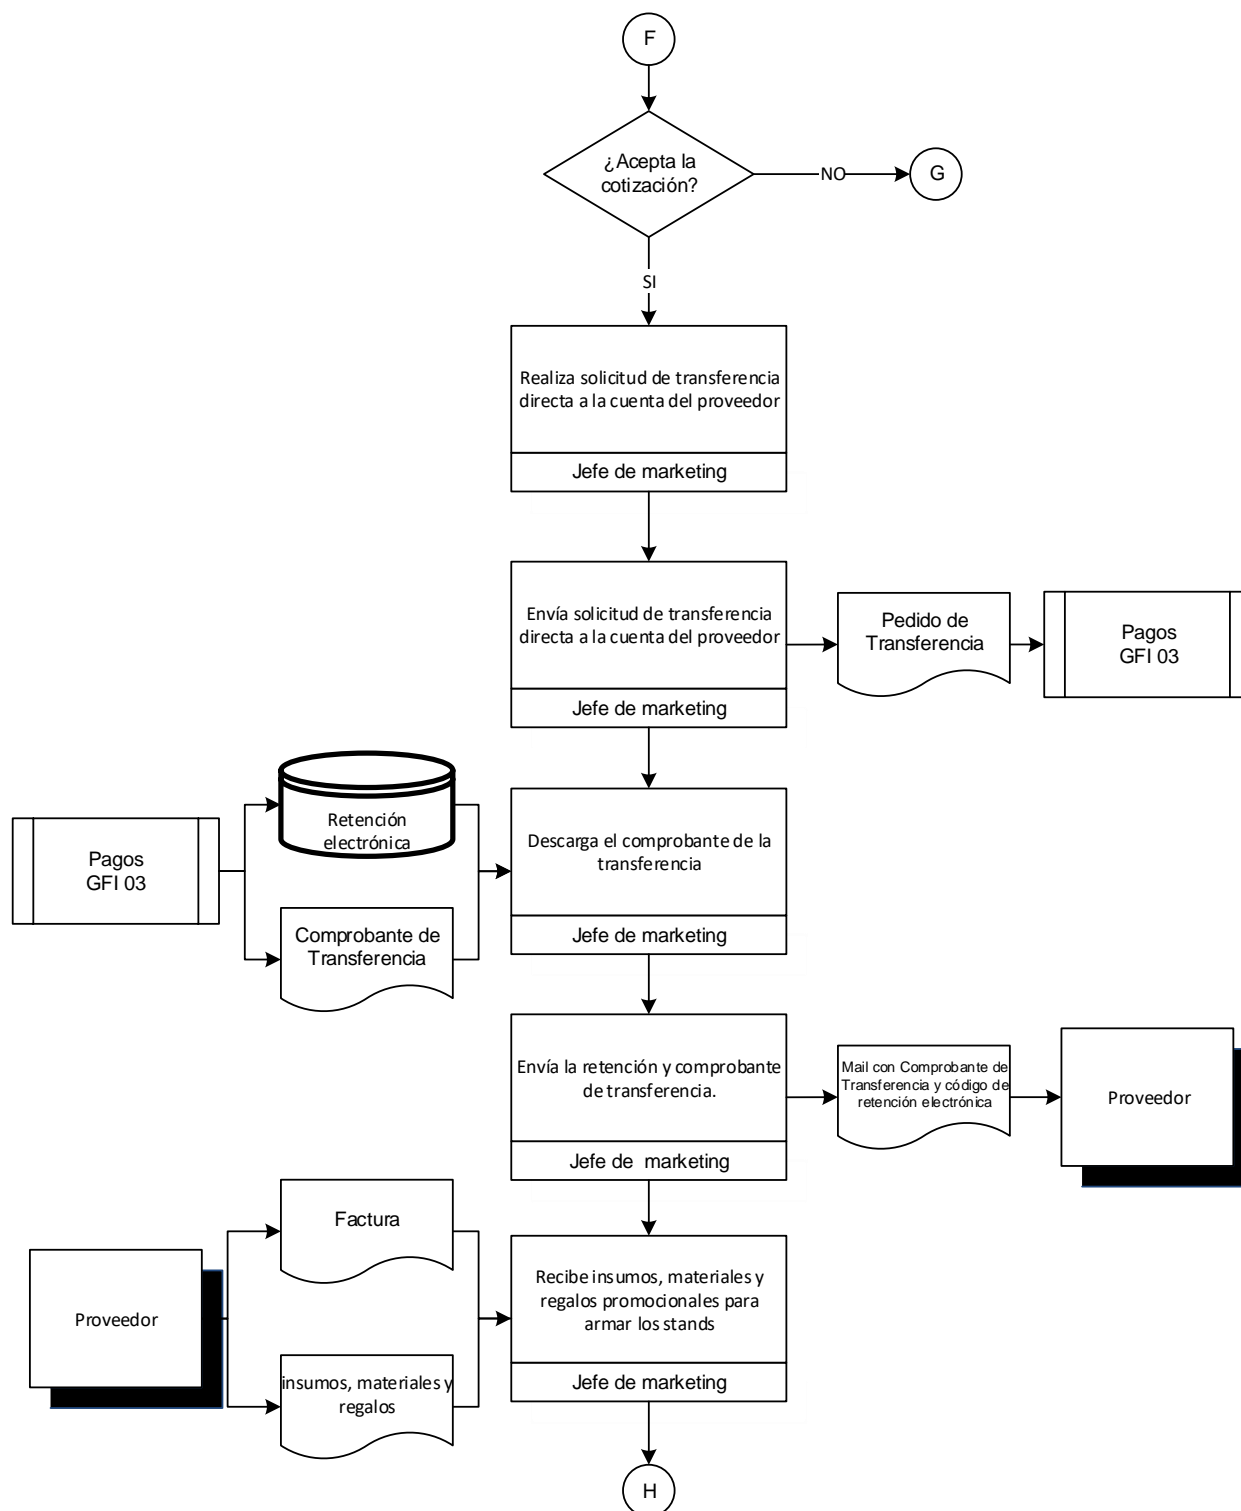 F
¿Acepta la
cotización?
NO
G
SI
Realiza solicitud de transferencia
directa a la cuenta del proveedor
Jefe de marketing
Envía solicitud de transferencia
directa a la cuenta del proveedor
Jefe de marketing
Pedido de
Transferencia
Pagos
GFI 03
Pagos
GFI 03
Retención
electrónica
Comprobante de
Transferencia
Descarga el comprobante de la
transferencia
Jefe de marketing
Envía la retención y comprobante
de transferencia.
Jefe de  marketing
Mail con Comprobante de
Transferencia y código de
retención electrónica
Proveedor
Proveedor
Factura
insumos, materiales y
regalos
Recibe insumos, materiales y
regalos promocionales para
armar los stands
Jefe de marketing
H